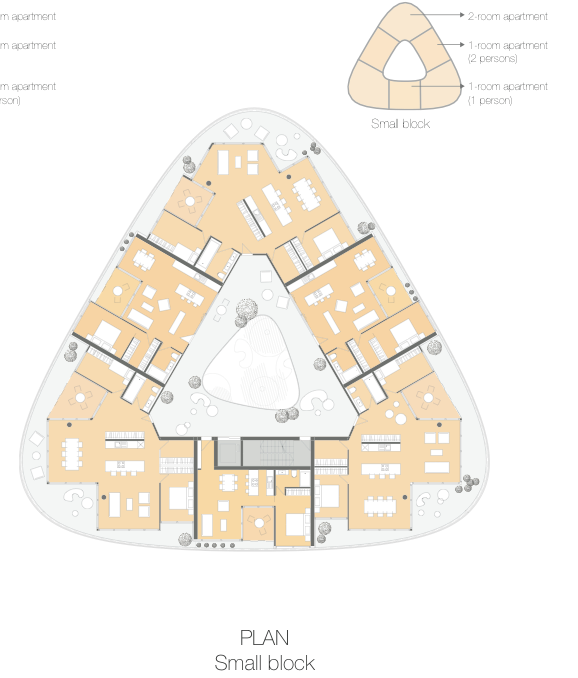 m apartment
2-room apartment
m apartment
1-room apartment
(2 persons)
m apartment
1-room apartment
rson)
(1 person)
Small block
PLAN
Small block